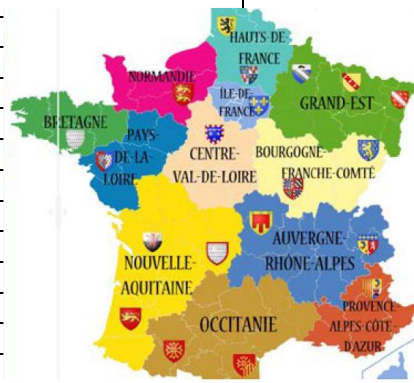 HAUTS-DE
FRANCE
NORMANDIE
ÎLE-DE-
FRANCE
GRAND-EST
BRETAGNE
PAYS-
DE-LA-
LOIRE
CENTRE-
VAL-DE-LOIRE
BOURGOGNE-
FRANCHE-COMTÉ
NOUVELLE-
AQUITAINE
AUVERGNE-
RHÔNE-ALPES
OCCITANIE
PROVENCE-
ALPES-CÔTE-
D'AZUR